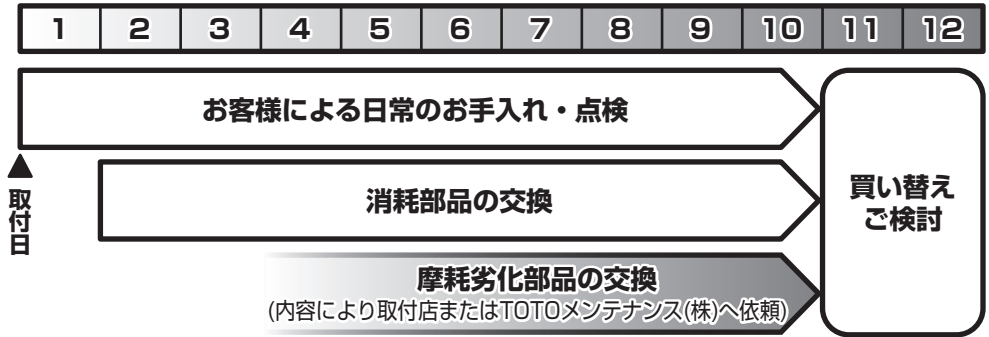 1 2 3 4 5 6 7 8 9 10 11 12
お客様による日常のお手入れ・点検
取付日
消耗部品の交換
摩耗劣化部品の交換
(内容により取付店またはTOTOメンテナンス(株)へ依頼)
買い替え
ご検討